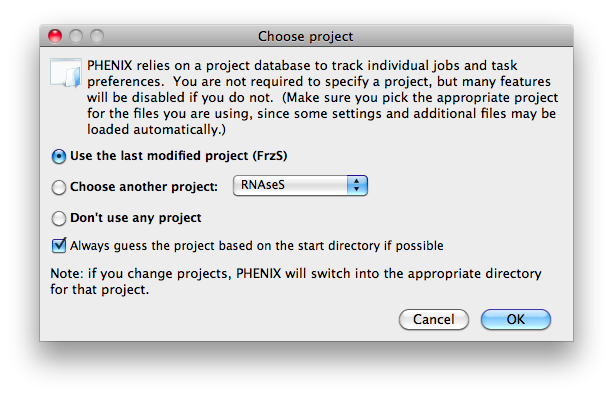 Choose project
PHENIX relies on a project database to track individual jobs and task
preferences.  You are not required to specify a project, but many features
will be disabled if you do not.  (Make sure you pick the appropriate project
for the files you are using, since some settings and additional files may be
loaded automatically.)
Use the last modified project (FrzS)
Choose another project: RNAseS
Don't use any project
Always guess the project based on the start directory if possible
Note: if you change projects, PHENIX will switch into the appropriate directory
for that project.
Cancel OK